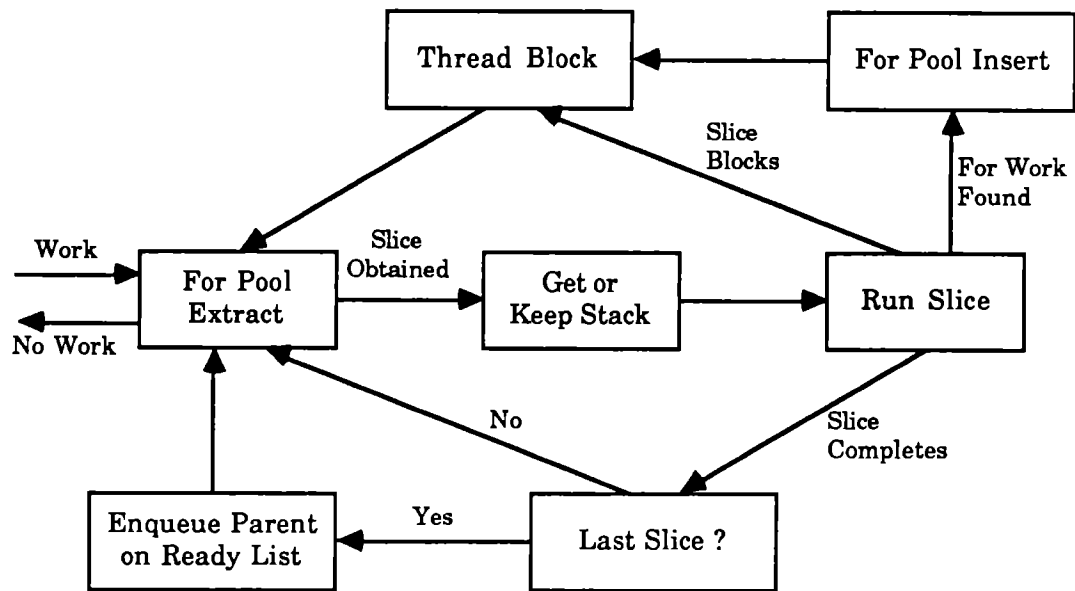 Thread Block
For Pool Insert
Slice
Blocks
For Work
Found
Work
Slice
Obtained
For Pool
Extract
Get or
Keep Stack
Run Slice
No Work
No
Slice
Completes
Enqueue Parent
on Ready List
Yes
Last Slice ?